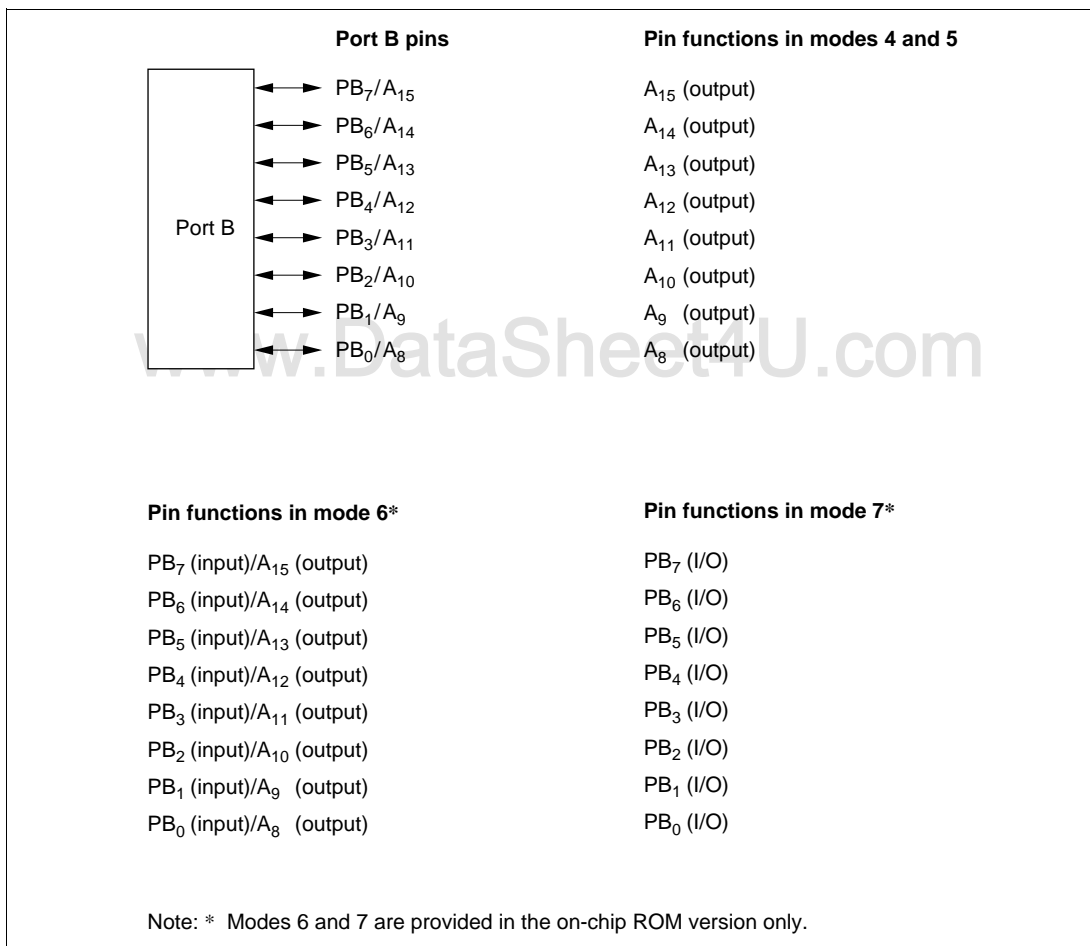 Port B pins Pin functions in modes 4 and 5
PB7/A15 A15 (output)
PB6/A14 A14 (output)
PB5/A13 A13 (output)
PB4/A12 A12 (output)
Port B
PB3/A11 A11 (output)
PB2/A10 A10 (output)
PB1/A9 A9 (output)
PB0/A8 A8 (output)
www.DataSheet4U.com
Pin functions in mode 6* Pin functions in mode 7*
PB7 (input)/A15 (output) PB7 (I/O)
PB6 (input)/A14 (output) PB6 (I/O)
PB5 (input)/A13 (output) PB5 (I/O)
PB4 (input)/A12 (output) PB4 (I/O)
PB3 (input)/A11 (output) PB3 (I/O)
PB2 (input)/A10 (output) PB2 (I/O)
PB1 (input)/A9 (output) PB1 (I/O)
PB0 (input)/A8 (output) PB0 (I/O)
Note: * Modes 6 and 7 are provided in the on-chip ROM version only.